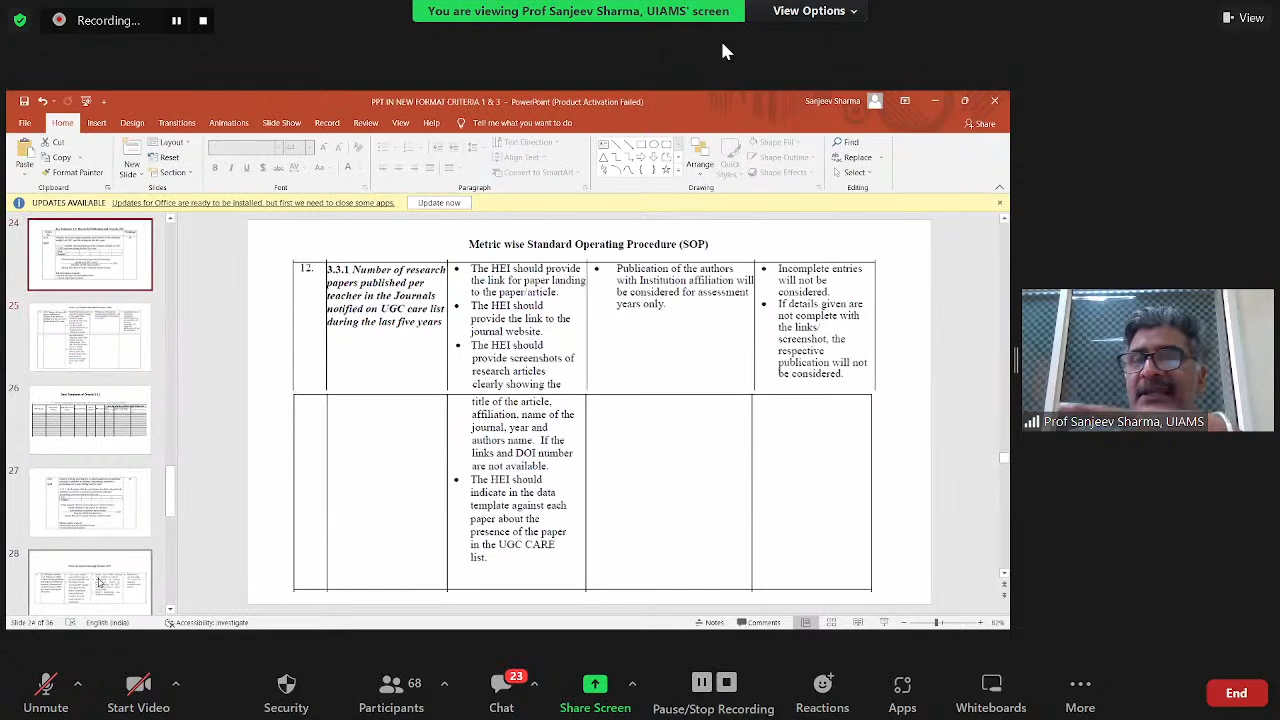 Recording...
You are viewing Prof Sanjeev Sharma, UIAMS' screen
View Options
View
PPT IN NEW FORMAT CRITERIA 1 & 3 - PowerPoint (Product Activation Failed)
Sanjeev Sharma
File
Home
Insert
Design
Transitions
Animations
Slide Show
Record
Review
View
Help
Tell me what you want to do
Share
Paste
Cut
Copy
Format Painter
Clipboard
New
Slide
Layout
Reset
Section
Slides
44
B
I
U
S
Font
Text Direction
Align Text
Convert to SmartArt
Paragraph
Arrange
Quick
Styles
Shape Fill
Shape Outline
Shape Effects
Drawing
Find
Replace
Select
Editing
UPDATES AVAILABLE Updates for Office are ready to be installed, but first we need to close some apps.
Update now
24
25
26
27
28
Metric wise Standard Operating Procedure (SOP)
12.
.3.1 Number of research
papers published per
teacher in the Journals
notified on UGC care list
during the last five years
• The HEI should provide
the link for paper landing
to the paper/article.
• The HEI should
provide the link to the
journal website.
• The HEI should
provide screenshots of
research articles
clearly showing the
title of the article,
affiliation, name of the
journal, year and
authors name. If the
links and DOI number
are not available.
• The HEI should
indicate in the data
template against each
paper about the
presence of the paper
in the UGC CARE
list.
• Publication of the authors
with Institution affiliation will
be considered for assessment
years only.
• Incomplete entries
will not be
considered.
• If details given are
not complete with
the links/
screenshot, the
respective
publication will not
be considered.
Prof Sanjeev Sharma, UIAMS
Slide 24 of 36
English (India)
Accessibility: Investigate
Notes
Comments
82%
Unmute
Start Video
Security
68
Participants
23
Chat
Share Screen
Pause/Stop Recording
Reactions
Apps
Whiteboards
More
End